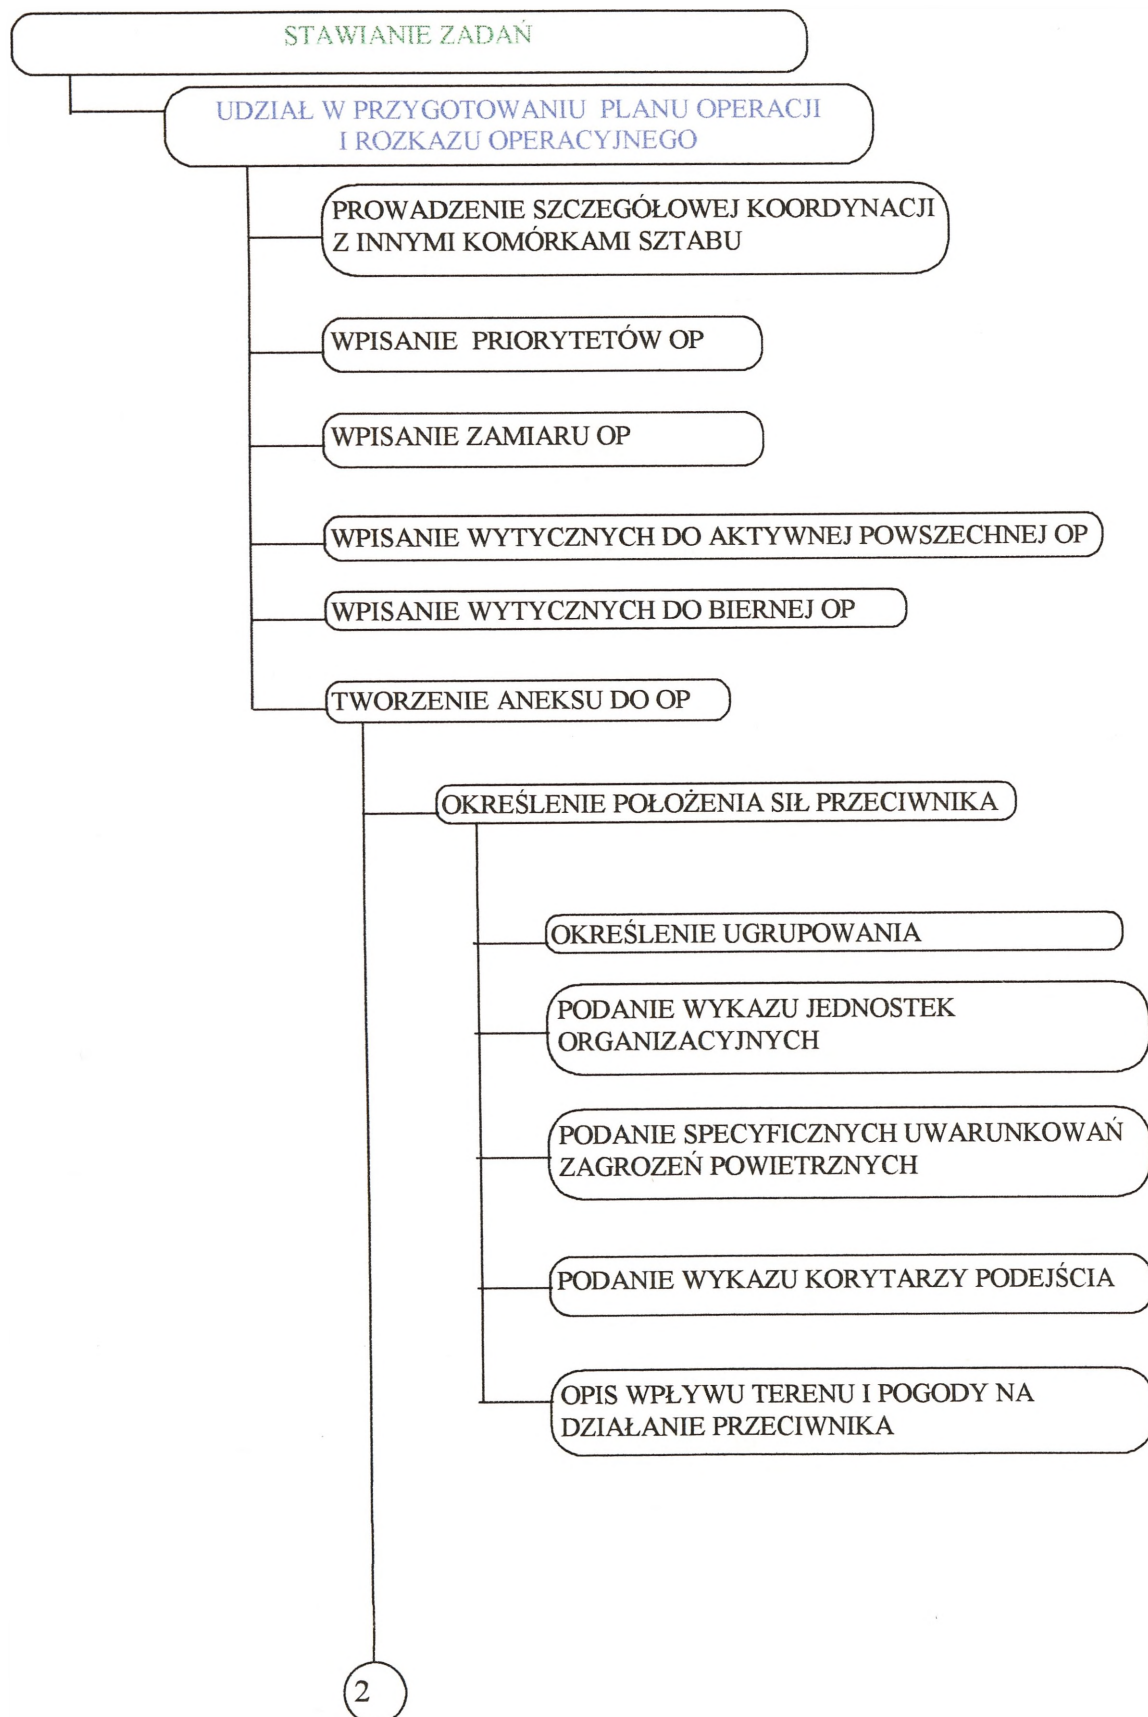 STAWIANIE ZADAŃ
UDZIAŁ W PRZYGOTOWANIU PLANU OPERACJI
I ROZKAZU OPERACYJNEGO
PROWADZENIE SZCZEGÓŁOWEJ KOORDYNACJI
Z INNYMI KOMÓRKAMI SZTABU
WPISANIE PRIORYTETÓW OP
WPISANIE ZAMIARU OP
WPISANIE WYTYCZNYCH DO AKTYWNEJ POWSZECHNEJ OP
WPISANIE WYTYCZNYCH DO BIERNEJ OP
TWORZENIE ANEKSU DO OP
OKREŚLENIE POŁOŻENIA SIŁ PRZECIWNIKA
OKREŚLENIE UGRUPOWANIA
PODANIE WYKAZU JEDNOSTEK
ORGANIZACYJNYCH
PODANIE SPECYFICZNYCH UWARUNKOWAŃ
ZAGROZEŃ POWIETRZNYCH
PODANIE WYKAZU KORYTARZY PODEJŚCIA
OPIS WPŁYWU TERENU I POGODY NA
DZIAŁANIE PRZECIWNIKA
2